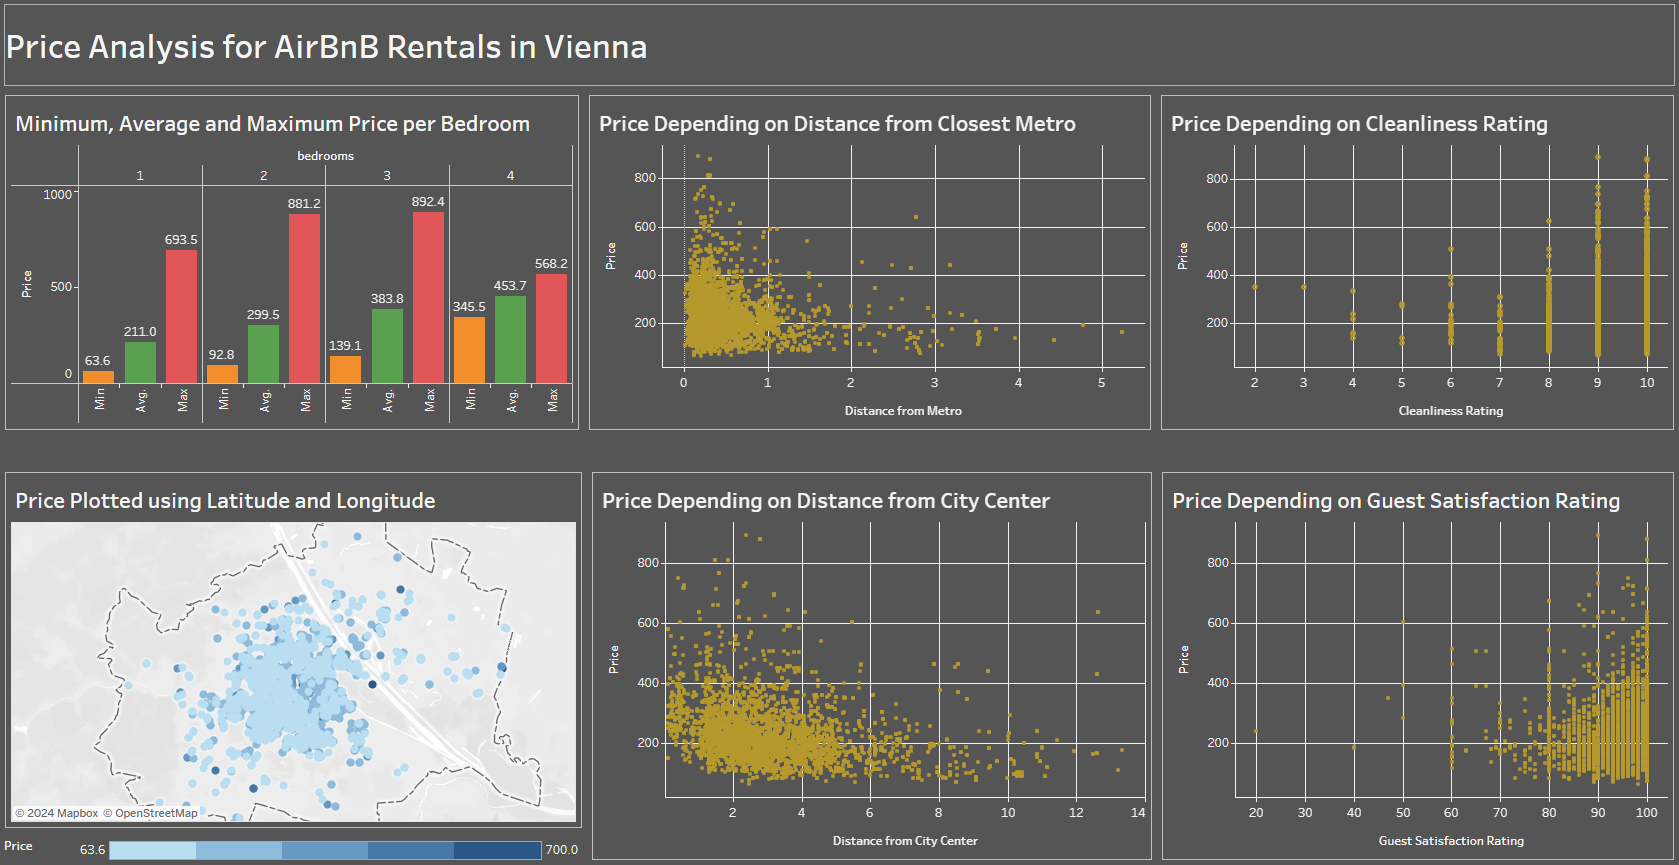 Price Analysis for AirBnB Rentals in Vienna
Minimum, Average and Maximum Price per Bedroom
bedrooms
1 2 3 4
1000
500
0
Price
63.6 211.0 693.5 92.8 299.5 881.2 139.1 383.8 892.4 345.5 453.7 568.2
Min Avg. Max Min Avg. Max Min Avg. Max Min Avg. Max
Price Depending on Distance from Closest Metro
800
600
400
200
Price
0 1 2 3 4 5
Distance from Metro
Price Depending on Cleanliness Rating
800
600
400
200
Price
2 3 4 5 6 7 8 9 10
Cleanliness Rating
Price Plotted using Latitude and Longitude
© 2024 Mapbox © OpenStreetMap
Price
63.6 700.0
Price Depending on Distance from City Center
800
600
400
200
Price
2 4 6 8 10 12 14
Distance from City Center
Price Depending on Guest Satisfaction Rating
800
600
400
200
Price
20 30 40 50 60 70 80 90 100
Guest Satisfaction Rating